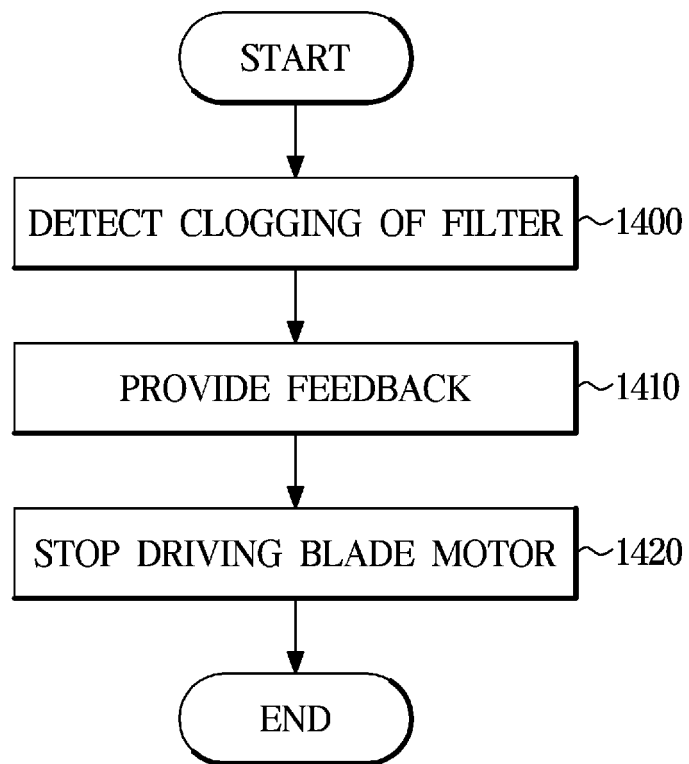 START
DETECT CLOGGING OF FILTER
1400
PROVIDE FEEDBACK
1410
STOP DRIVING BLADE MOTOR
1420
END